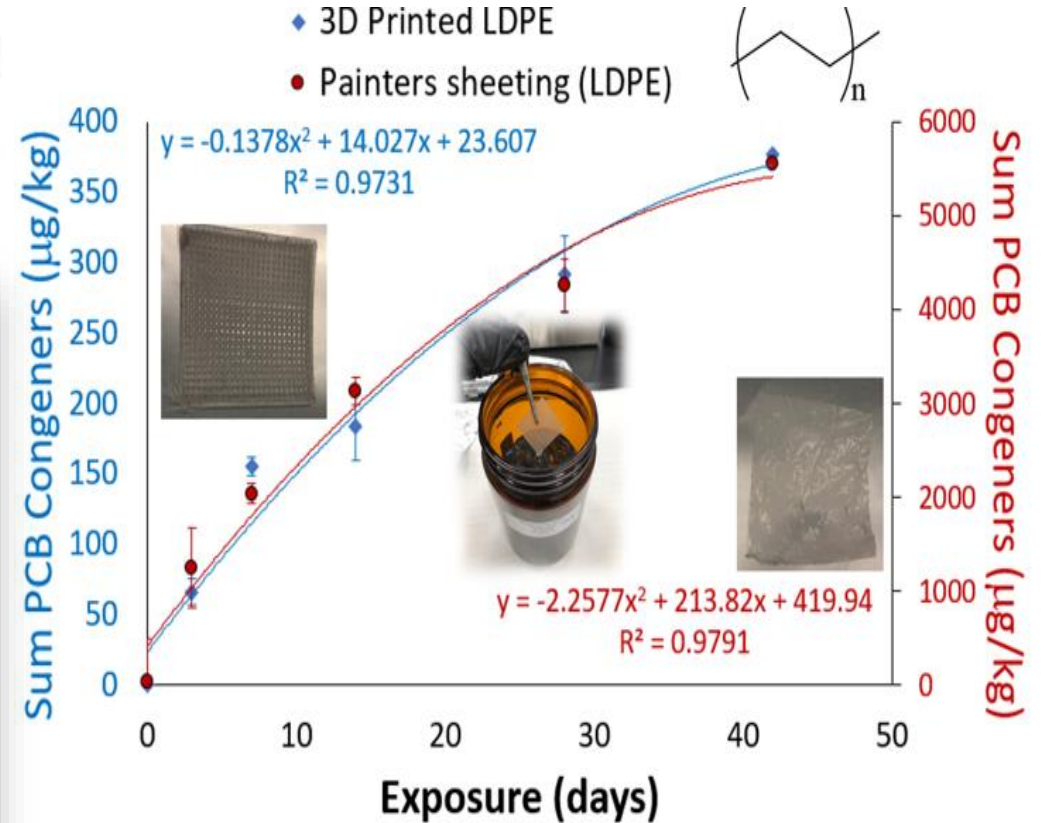 3D Printed LDPE
Painters sheeting (LDPE)
n
y = -0.1378x² + 14.027x + 23.607
R² = 0.9731
y = -2.2577x² + 213.82x + 419.94
R² = 0.9791
Sum PCB Congeners (µg/kg)
400
350
300
250
200
150
100
50
0
6000
5000
4000
3000
2000
1000
0
Sum PCB Congeners (µg/kg)
0 10 20 30 40 50
Exposure (days)